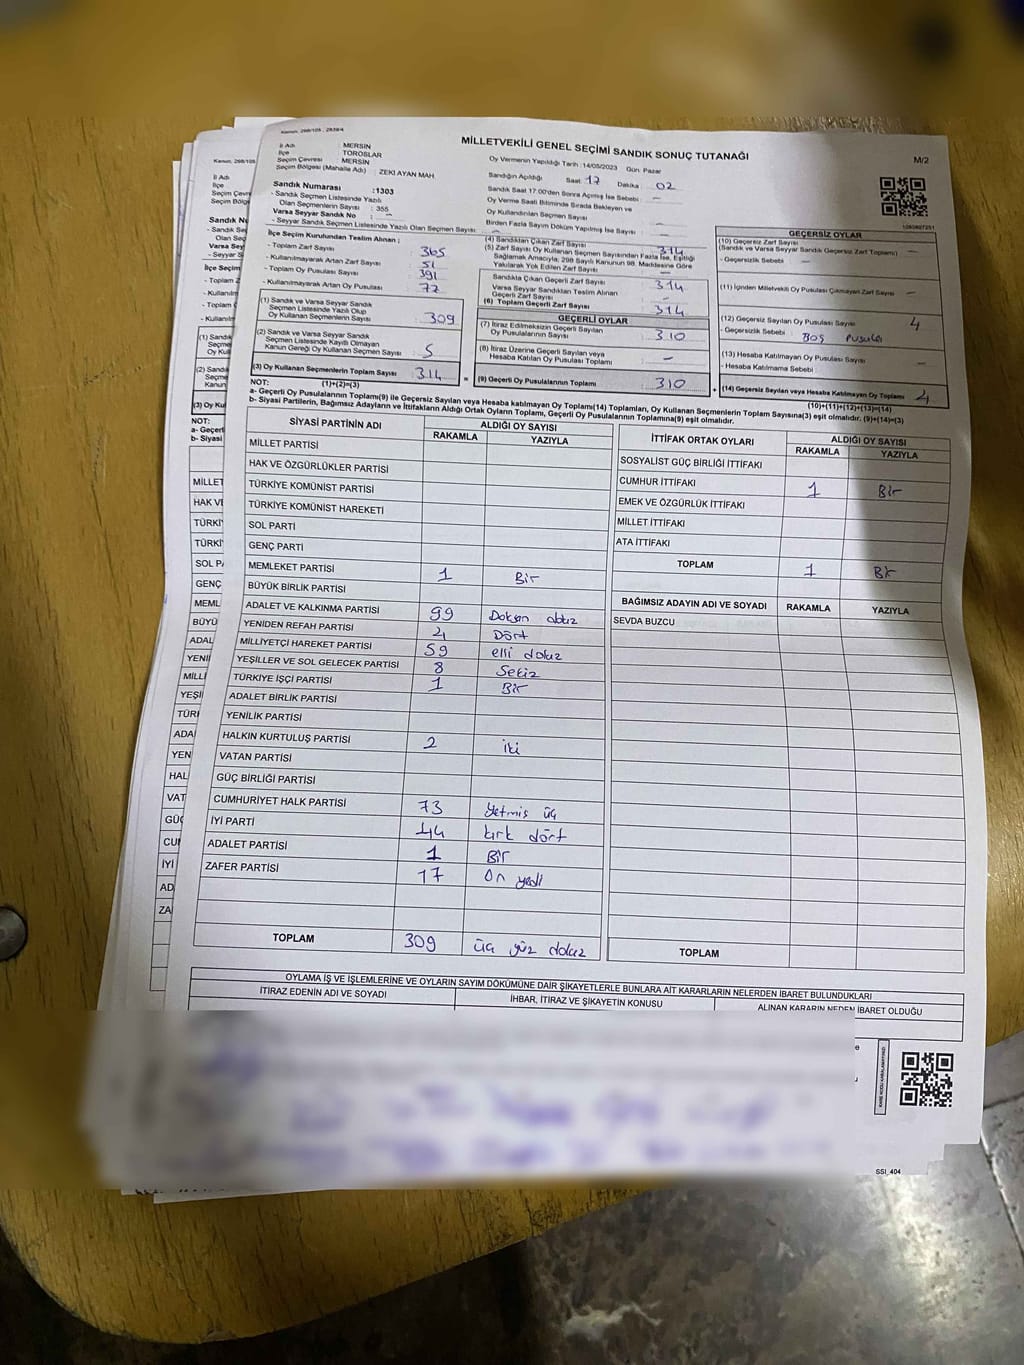 Kanun, 298/105 , 2839/4
MİLLETVEKİLİ GENEL SEÇİMİ SANDIK SONUÇ TUTANAĞI
M/2
İl Adı : MERSİN
İlçe : TOROSLAR
Seçim Çevresi : MERSİN
Seçim Bölgesi (Mahalle Adı) : ZEKİ AYAN MAH
Oy Vermenin Yapıldığı Tarih :14/05/2023 Gün: Pazar
Sandığın Açıldığı Saat: 17 Dakika : 02
Sandık Saat 17:00'den Sonra Açılmış İse Sebebi : —
Oy Verme Saati Bitiminde Sırada Bekleyen ve
Oy Kullandırılan Seçmen Sayısı : —
Birden Fazla Sayım Döküm Yapılmış İse Sayısı : —
Sandık Numarası :1303
- Sandık Seçmen Listesinde Yazılı
Olan Seçmenlerin Sayısı : 355
Varsa Seyyar Sandık No : —
- Seyyar Sandık Seçmen Listesinde Yazılı Olan Seçmen Sayısı : —
İlçe Seçim Kurulundan Teslim Alınan ;
- Toplam Zarf Sayısı : 365
- Kullanılmayarak Artan Zarf Sayısı : 51
- Toplam Oy Pusulası Sayısı : 391
- Kullanılmayarak Artan Oy Pusulası : 77
(1) Sandık ve Varsa Seyyar Sandık
Seçmen Listesinde Yazılı Olup
Oy Kullanan Seçmenlerin Sayısı : 309
(2) Sandık ve Varsa Seyyar Sandık
Seçmen Listesinde Kayıtlı Olmayan
Kanun Gereği Oy Kullanan Seçmen Sayısı : 5
(3) Oy Kullanan Seçmenlerin Toplam Sayısı : 314
(4) Sandıktan Çıkan Zarf Sayısı : 314
(5) Zarf Sayısı Oy Kullanan Seçmen Sayısından Fazla İse, Eşitliği
Sağlamak Amacıyla; 298 Sayılı Kanunun 98. Maddesine Göre
Yakılarak Yok Edilen Zarf Sayısı : —
Sandıkta Çıkan Geçerli Zarf Sayısı : 314
Varsa Seyyar Sandıktan Teslim Alınan
Geçerli Zarf Sayısı : —
(6) Toplam Geçerli Zarf Sayısı : 314
GEÇERLİ OYLAR
(7) İtiraz Edilmeksizin Geçerli Sayılan
Oy Pusulalarının Sayısı : 310
(8) İtiraz Üzerine Geçerli Sayılan veya
Hesaba Katılan Oy Pusulası Toplamı : —
(9) Geçerli Oy Pusulalarının Toplamı : 310
GEÇERSİZ OYLAR
(10) Geçersiz Zarf Sayısı
(Sandık ve Varsa Seyyar Sandık Geçersiz Zarf Toplamı) : —
- Geçersizlik Sebebi : —
(11) İçinden Milletvekili Oy Pusulası Çıkmayan Zarf Sayısı : —
(12) Geçersiz Sayılan Oy Pusulası Sayısı : 4
- Geçersizlik Sebebi : Boş Pusula
(13) Hesaba Katılmayan Oy Pusulası Sayısı : —
- Hesaba Katılmama Sebebi :
(14) Geçersiz Sayılan veya Hesaba Katılmayan Oy Toplamı : 4
NOT: (1)+(2)=(3) (10)+(11)+(12)+(13)=(14)
a- Geçerli Oy Pusulalarının Toplamı(9) ile Geçersiz Sayılan veya Hesaba katılmayan Oy Toplamı(14) Toplamları, Oy Kullanan Seçmenlerin Toplam Sayısına(3) eşit olmalıdır. (9)+(14)=(3)
b- Siyasi Partilerin, Bağımsız Adayların ve İttifakların Aldığı Ortak Oyların Toplamı, Geçerli Oy Pusulalarının Toplamına(9) eşit olmalıdır.
SİYASİ PARTİNİN ADI ALDIĞI OY SAYISI
RAKAMLA YAZIYLA
MİLLET PARTİSİ
HAK VE ÖZGÜRLÜKLER PARTİSİ
TÜRKİYE KOMÜNİST PARTİSİ
TÜRKİYE KOMÜNİST HAREKETİ
SOL PARTİ
GENÇ PARTİ
MEMLEKET PARTİSİ 1 Bir
BÜYÜK BİRLİK PARTİSİ
ADALET VE KALKINMA PARTİSİ 99 Doksan dokuz
YENİDEN REFAH PARTİSİ 4 Dört
MİLLİYETÇİ HAREKET PARTİSİ 59 elli dokuz
YEŞİLLER VE SOL GELECEK PARTİSİ 8 Sekiz
TÜRKİYE İŞÇİ PARTİSİ 1 Bir
ADALET BİRLİK PARTİSİ
YENİLİK PARTİSİ
HALKIN KURTULUŞ PARTİSİ 2 iki
VATAN PARTİSİ
GÜÇ BİRLİĞİ PARTİSİ
CUMHURİYET HALK PARTİSİ 73 Yetmiş üç
İYİ PARTİ 44 kırk dört
ADALET PARTİSİ 1 Bir
ZAFER PARTİSİ 17 On yedi
TOPLAM 309 üç yüz dokuz
İTTİFAK ORTAK OYLARI ALDIĞI OY SAYISI
RAKAMLA YAZIYLA
SOSYALİST GÜÇ BİRLİĞİ İTTİFAKI
CUMHUR İTTİFAKI 1 Bir
EMEK VE ÖZGÜRLÜK İTTİFAKI
MİLLET İTTİFAKI
ATA İTTİFAKI
TOPLAM 1 Bir
BAĞIMSIZ ADAYIN ADI VE SOYADI RAKAMLA YAZIYLA
SEVDA BUZCU
TOPLAM
OYLAMA İŞ VE İŞLEMLERİNE VE OYLARIN SAYIM DÖKÜMÜNE DAİR ŞİKAYETLERLE BUNLARA AİT KARARLARIN NELERDEN İBARET BULUNDUKLARI
İTİRAZ EDENİN ADI VE SOYADI İHBAR, İTİRAZ VE ŞİKAYETİN KONUSU ALINAN KARARIN NEDEN İBARET OLDUĞU
SSI_404